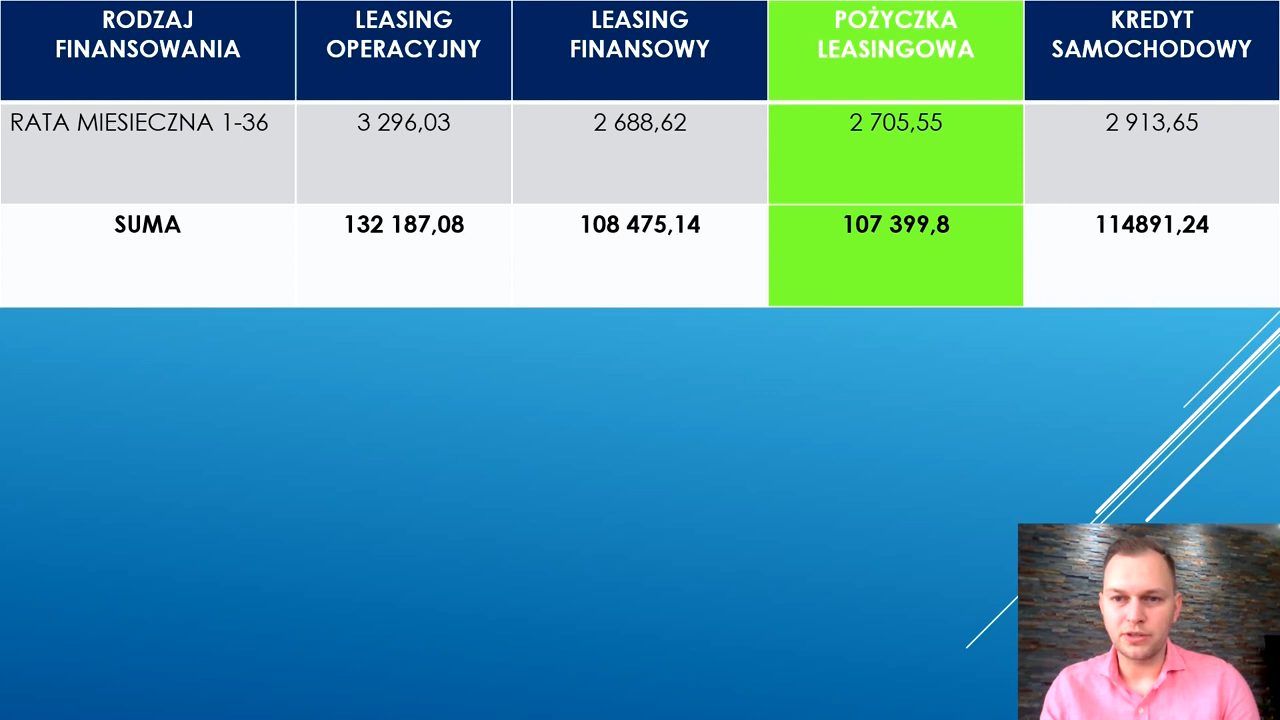 RODZAJ
FINANSOWANIA
LEASING
OPERACYJNY
LEASING
FINANSOWY
POŻYCZKA
LEASINGOWA
KREDYT
SAMOCHODOWY
RATA MIESIECZNA 1-36
3 296,03
2 688,62
2 705,55
2 913,65
SUMA
132 187,08
108 475,14
107 399,8
114891,24